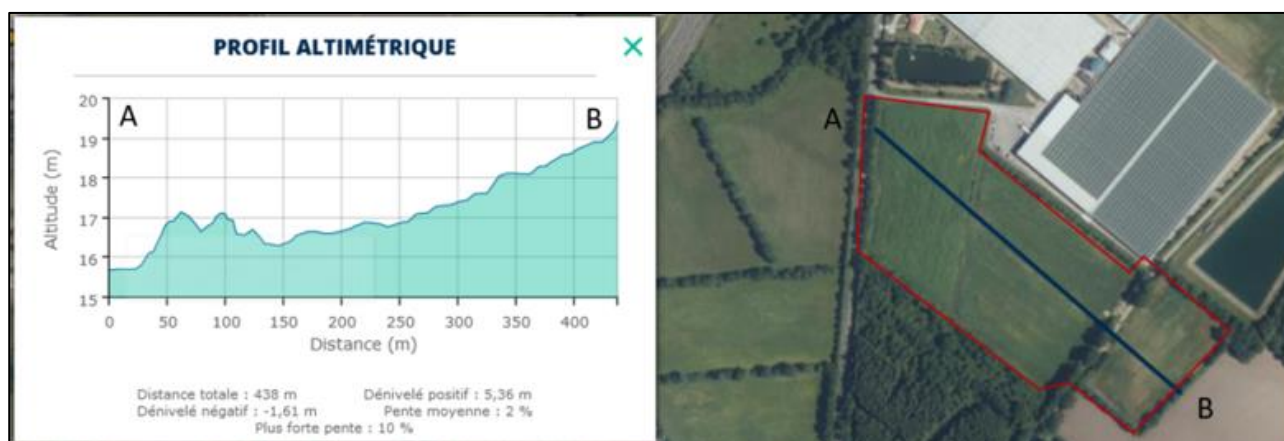 PROFIL ALTIMÉTRIQUE
×
20
A
B
19
18
17
16
15
Altitude (m)
0 50 100 150 200 250 300 350 400
Distance (m)
Distance totale : 438 m Dénivelé positif : 5,36 m
Dénivelé négatif : -1,61 m Pente moyenne : 2 %
Plus forte pente : 10 %
A
B